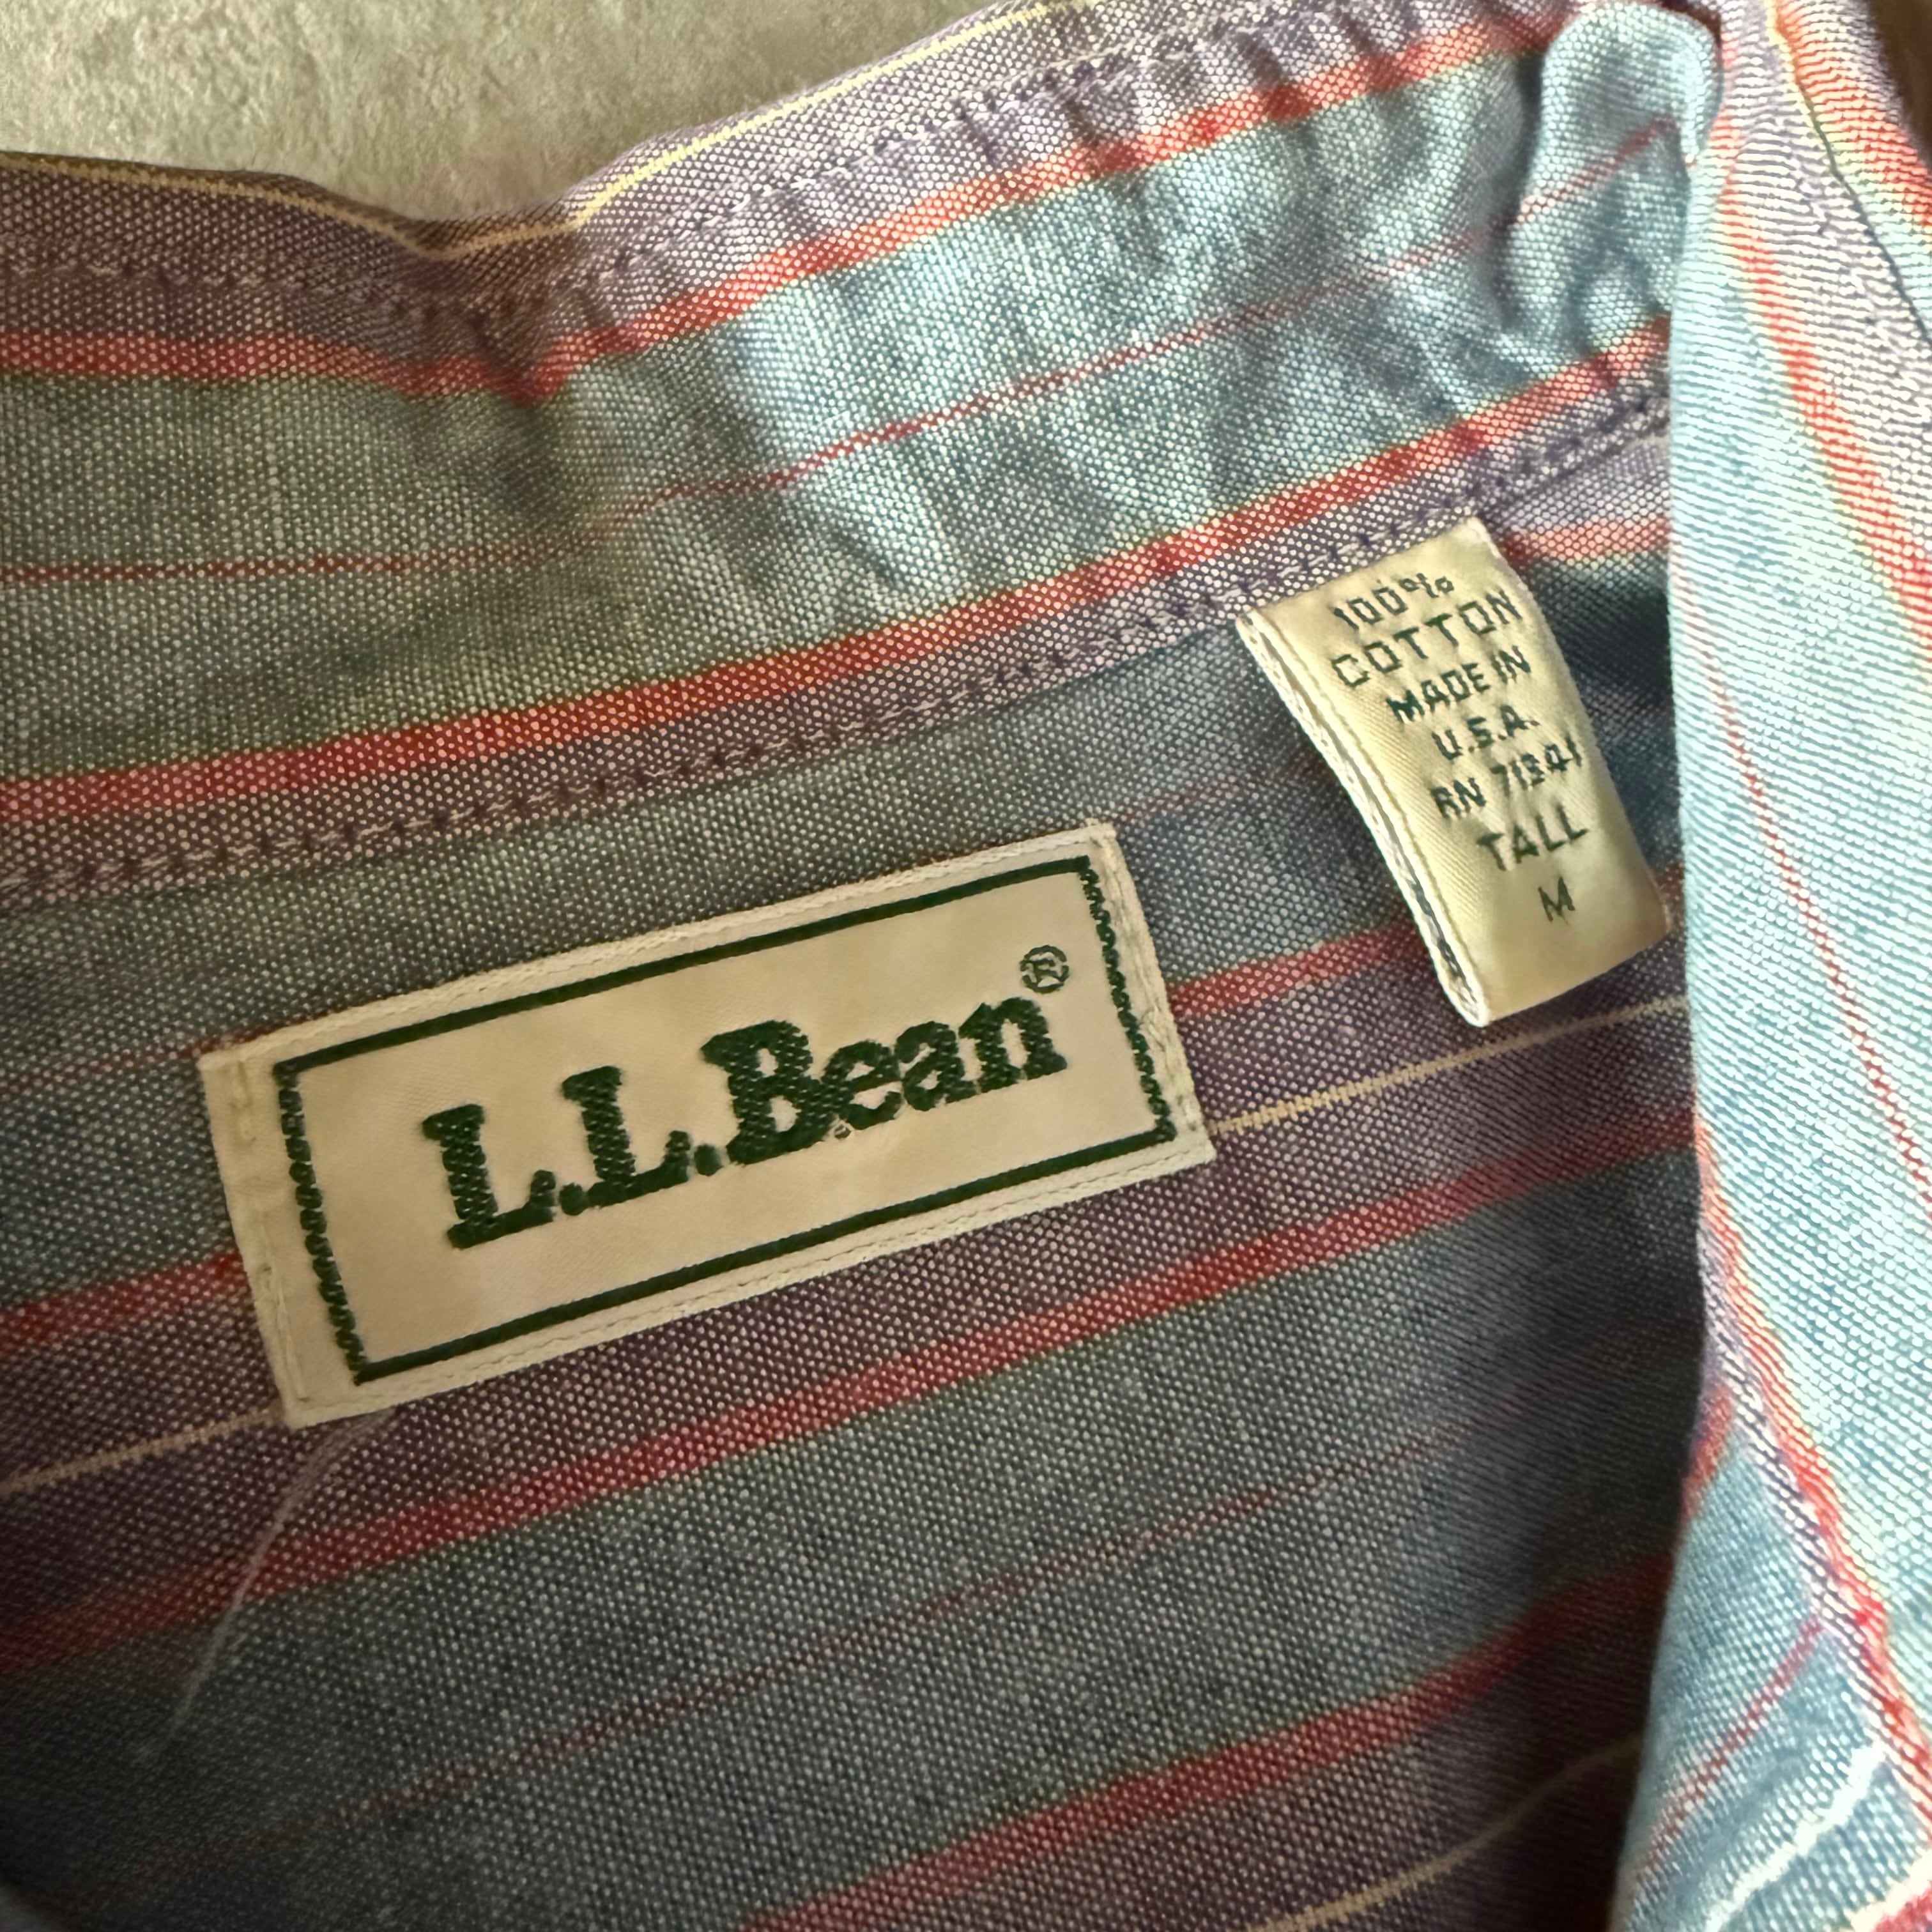 100%
COTTON
MADE IN
U.S.A.
RN 71341
TALL
M
L.L.Bean®